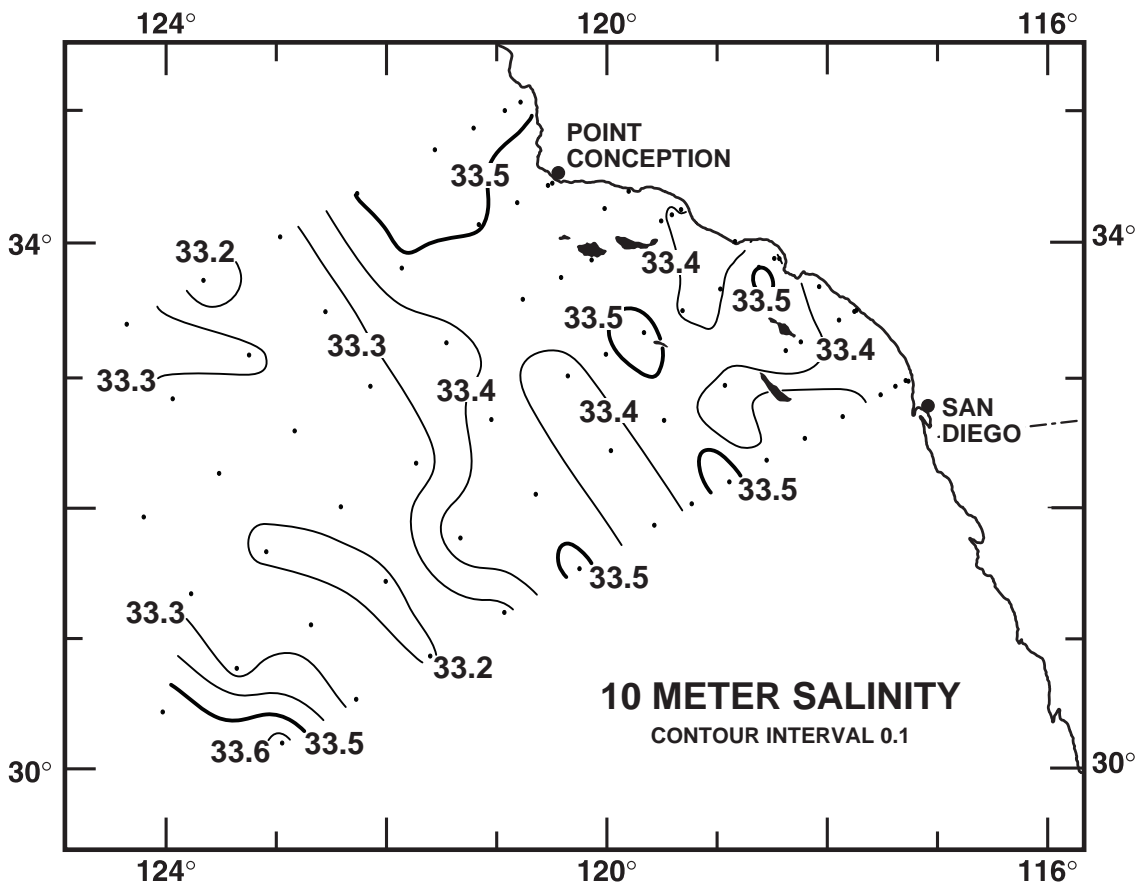 124° 120° 116°
POINT
CONCEPTION
33.5
34° 34°
33.2
33.4
33.5
33.5
33.3
33.4
33.3
33.4
33.4
SAN
DIEGO
33.5
33.5
33.3
33.2
10 METER SALINITY
CONTOUR INTERVAL 0.1
33.6 33.5
30° 30°
124° 120° 116°